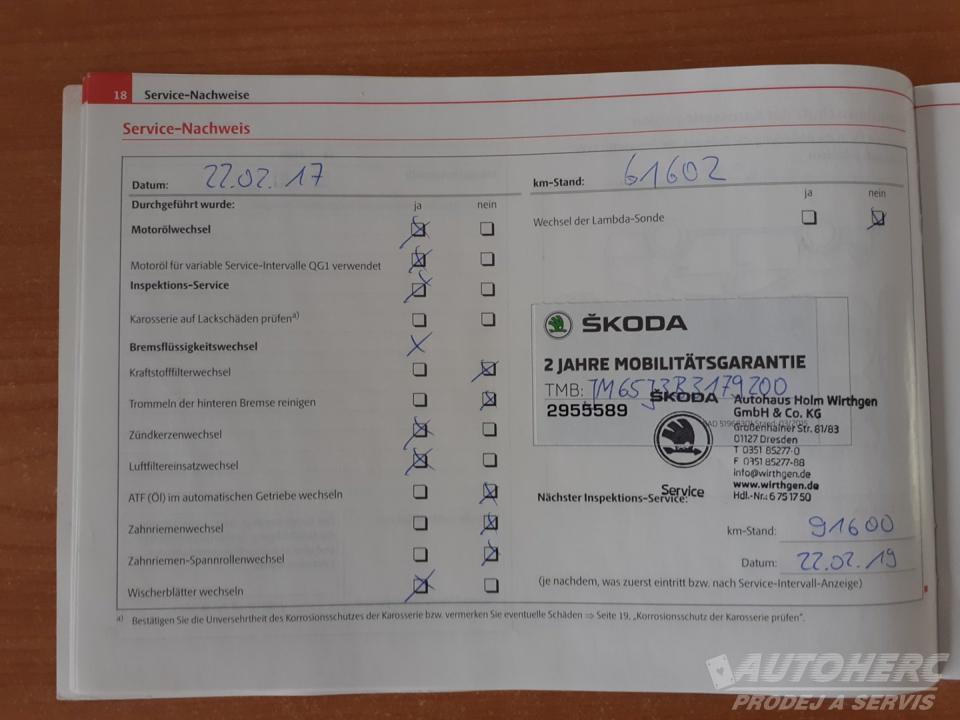 18 Service-Nachweise
Service-Nachweis
Datum: 22.02.17
km-Stand: 61602
Durchgeführt wurde: ja nein
ja nein
Motorölwechsel
Wechsel der Lambda-Sonde
Motoröl für variable Service-Intervalle QG1 verwendet
Inspektions-Service
Karosserie auf Lackschäden prüfen a)
Bremsflüssigkeitswechsel
Kraftstofffilterwechsel
Trommeln der hinteren Bremse reinigen
Zündkerzenwechsel
Luftfiltereinsatzwechsel
ATF (Öl) im automatischen Getriebe wechseln
Zahnriemenwechsel
Zahnriemen-Spannrollenwechsel
Wischerblätter wechseln
ŠKODA
2 JAHRE MOBILITÄTSGARANTIE
TMB:
2955589
ŠKODA
Service
Autohaus Holm Wirthgen
GmbH & Co. KG
Großenhainer Str. 81/83
01127 Dresden
T 0351 85277-0
F 0351 85277-88
info@wirthgen.de
www.wirthgen.de
Hdl.-Nr.: 6 751750
Nächster Inspektions-Service:
km-Stand: 91600
Datum: 22.02.19
(je nachdem, was zuerst eintritt bzw. nach Service-Intervall-Anzeige)
a) Bestätigen Sie die Unversehrtheit des Korrosionsschutzes der Karosserie bzw. vermerken Sie eventuelle Schäden ⇒ Seite 19, „Korrosionsschutz der Karosserie prüfen“.
AUTOHERC
PRODEJ A SERVIS